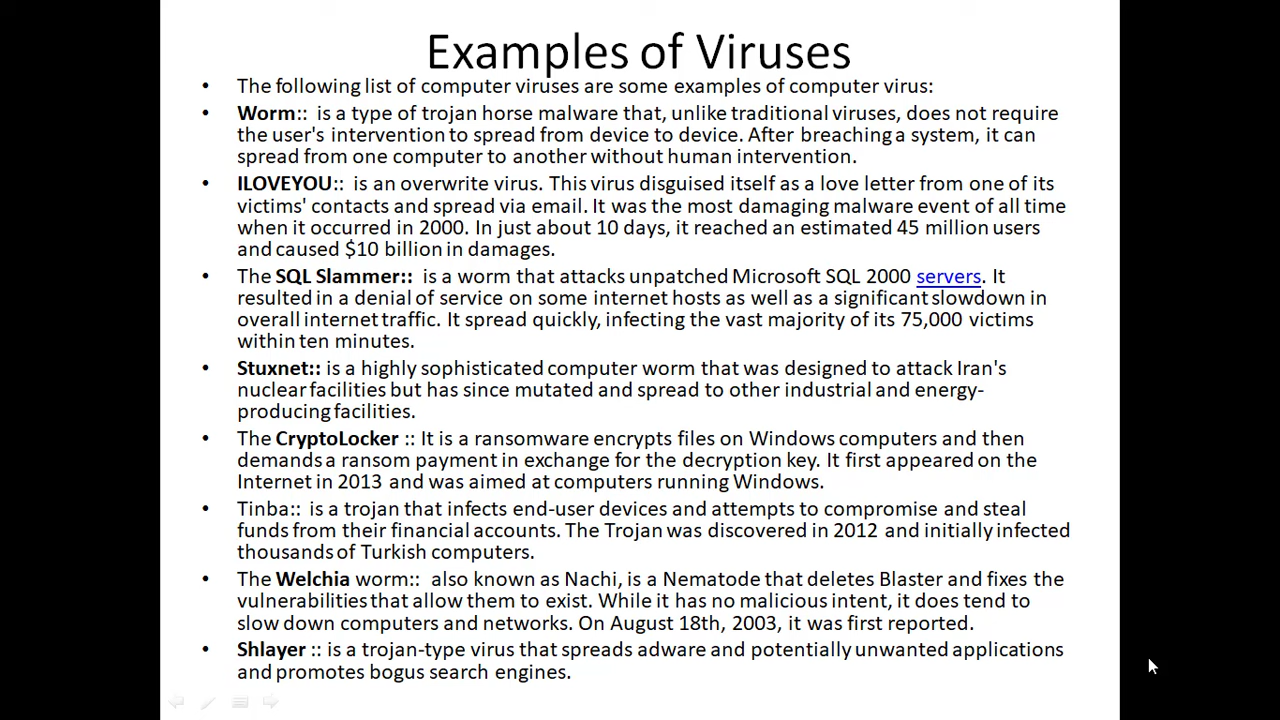 Examples of Viruses
• The following list of computer viruses are some examples of computer virus:
• Worm:: is a type of trojan horse malware that, unlike traditional viruses, does not require
the user's intervention to spread from device to device. After breaching a system, it can
spread from one computer to another without human intervention.
• ILOVEYOU:: is an overwrite virus. This virus disguised itself as a love letter from one of its
victims' contacts and spread via email. It was the most damaging malware event of all time
when it occurred in 2000. In just about 10 days, it reached an estimated 45 million users
and caused $10 billion in damages.
• The SQL Slammer:: is a worm that attacks unpatched Microsoft SQL 2000 servers. It
resulted in a denial of service on some internet hosts as well as a significant slowdown in
overall internet traffic. It spread quickly, infecting the vast majority of its 75,000 victims
within ten minutes.
• Stuxnet:: is a highly sophisticated computer worm that was designed to attack Iran's
nuclear facilities but has since mutated and spread to other industrial and energy-
producing facilities.
• The CryptoLocker :: It is a ransomware encrypts files on Windows computers and then
demands a ransom payment in exchange for the decryption key. It first appeared on the
Internet in 2013 and was aimed at computers running Windows.
• Tinba:: is a trojan that infects end-user devices and attempts to compromise and steal
funds from their financial accounts. The Trojan was discovered in 2012 and initially infected
thousands of Turkish computers.
• The Welchia worm:: also known as Nachi, is a Nematode that deletes Blaster and fixes the
vulnerabilities that allow them to exist. While it has no malicious intent, it does tend to
slow down computers and networks. On August 18th, 2003, it was first reported.
• Shlayer :: is a trojan-type virus that spreads adware and potentially unwanted applications
and promotes bogus search engines.